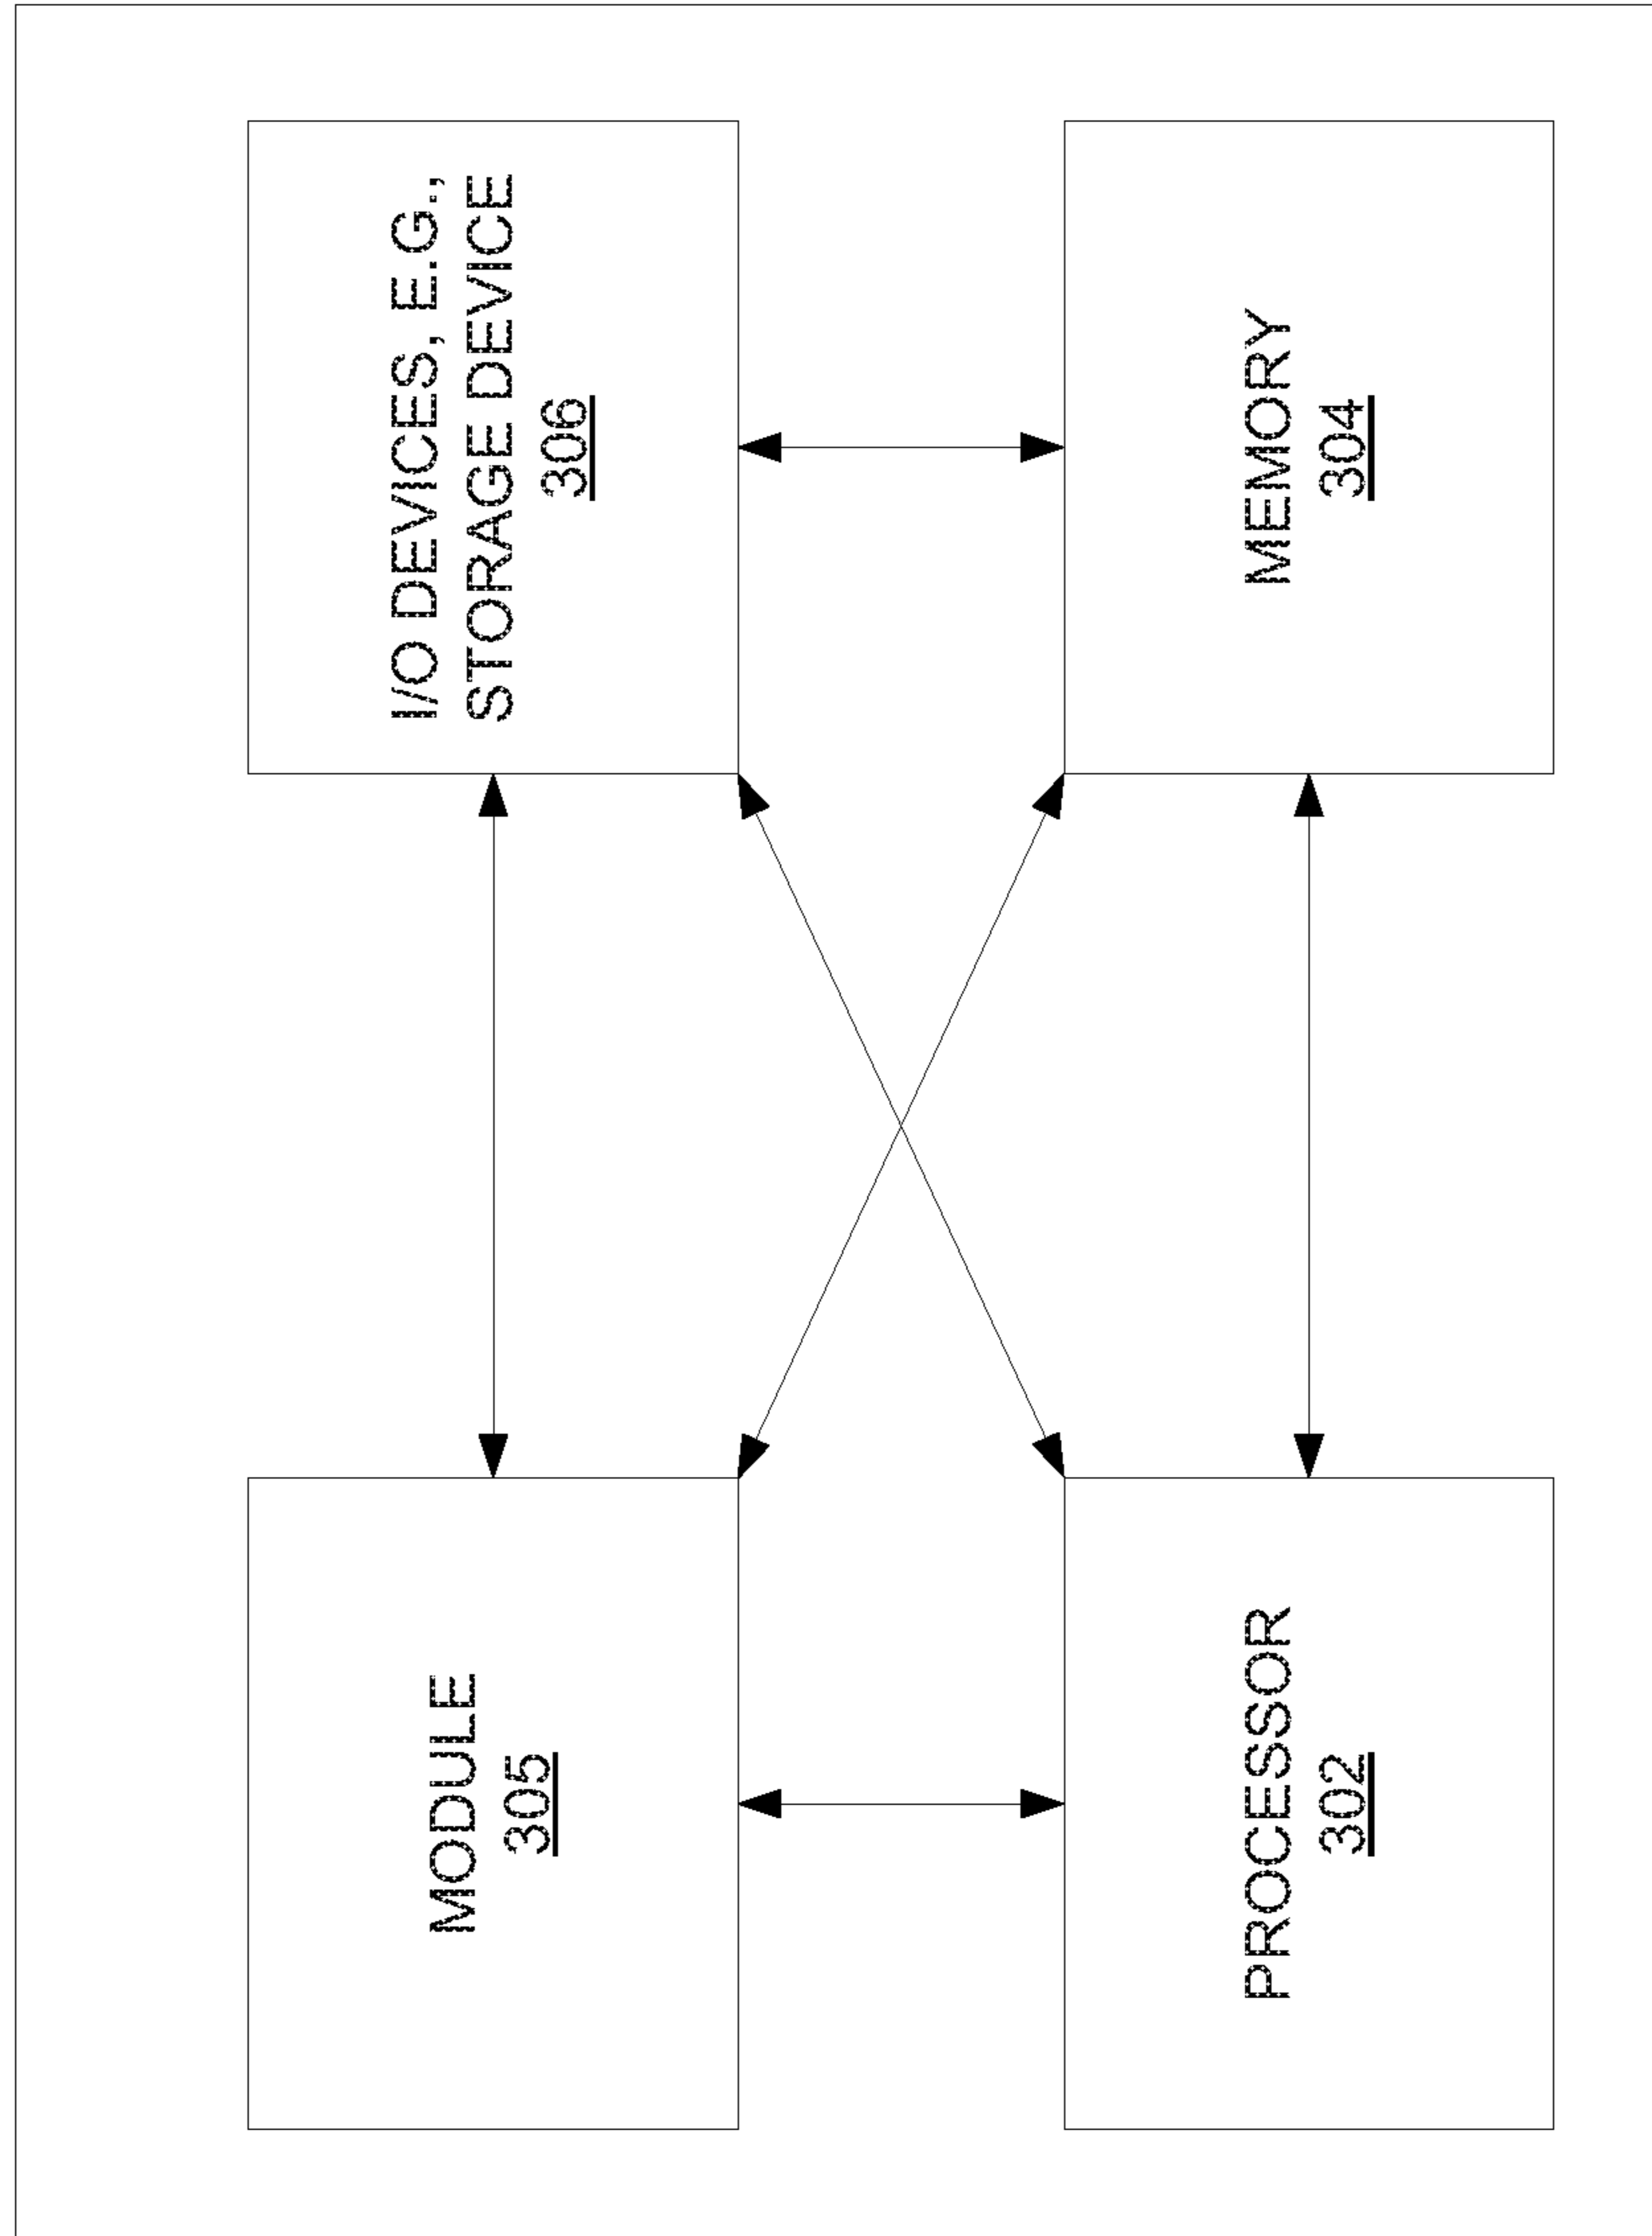 MODULE
305
I/O DEVICES, E.G.,
STORAGE DEVICE
306
PROCESSOR
302
MEMORY
304